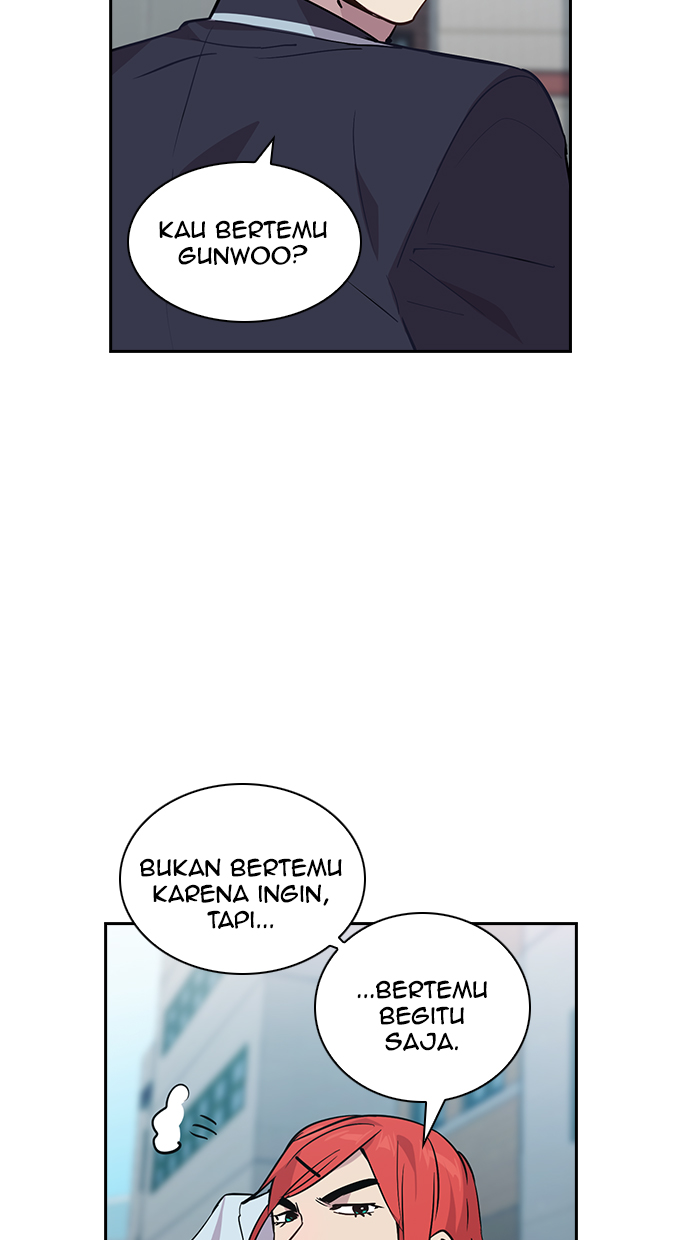 KAU BERTEMU
GUNWOO?
BUKAN BERTEMU
KARENA INGIN,
TAPI...
...BERTEMU
BEGITU
SAJA.